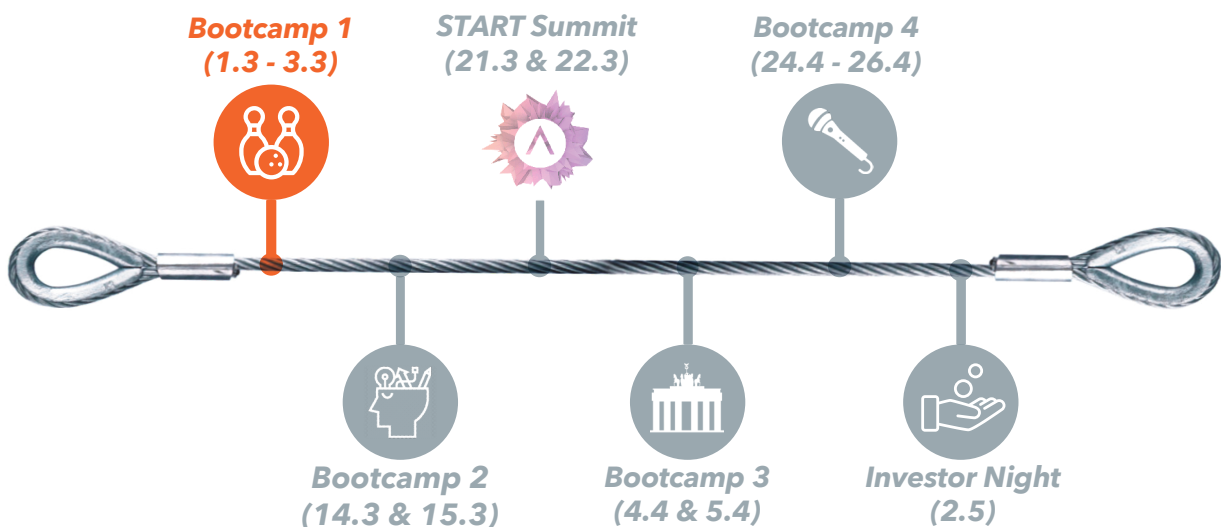 Bootcamp 1
(1.3 - 3.3)
START Summit
(21.3 & 22.3)
Bootcamp 4
(24.4 - 26.4)
Bootcamp 2
(14.3 & 15.3)
Bootcamp 3
(4.4 & 5.4)
Investor Night
(2.5)